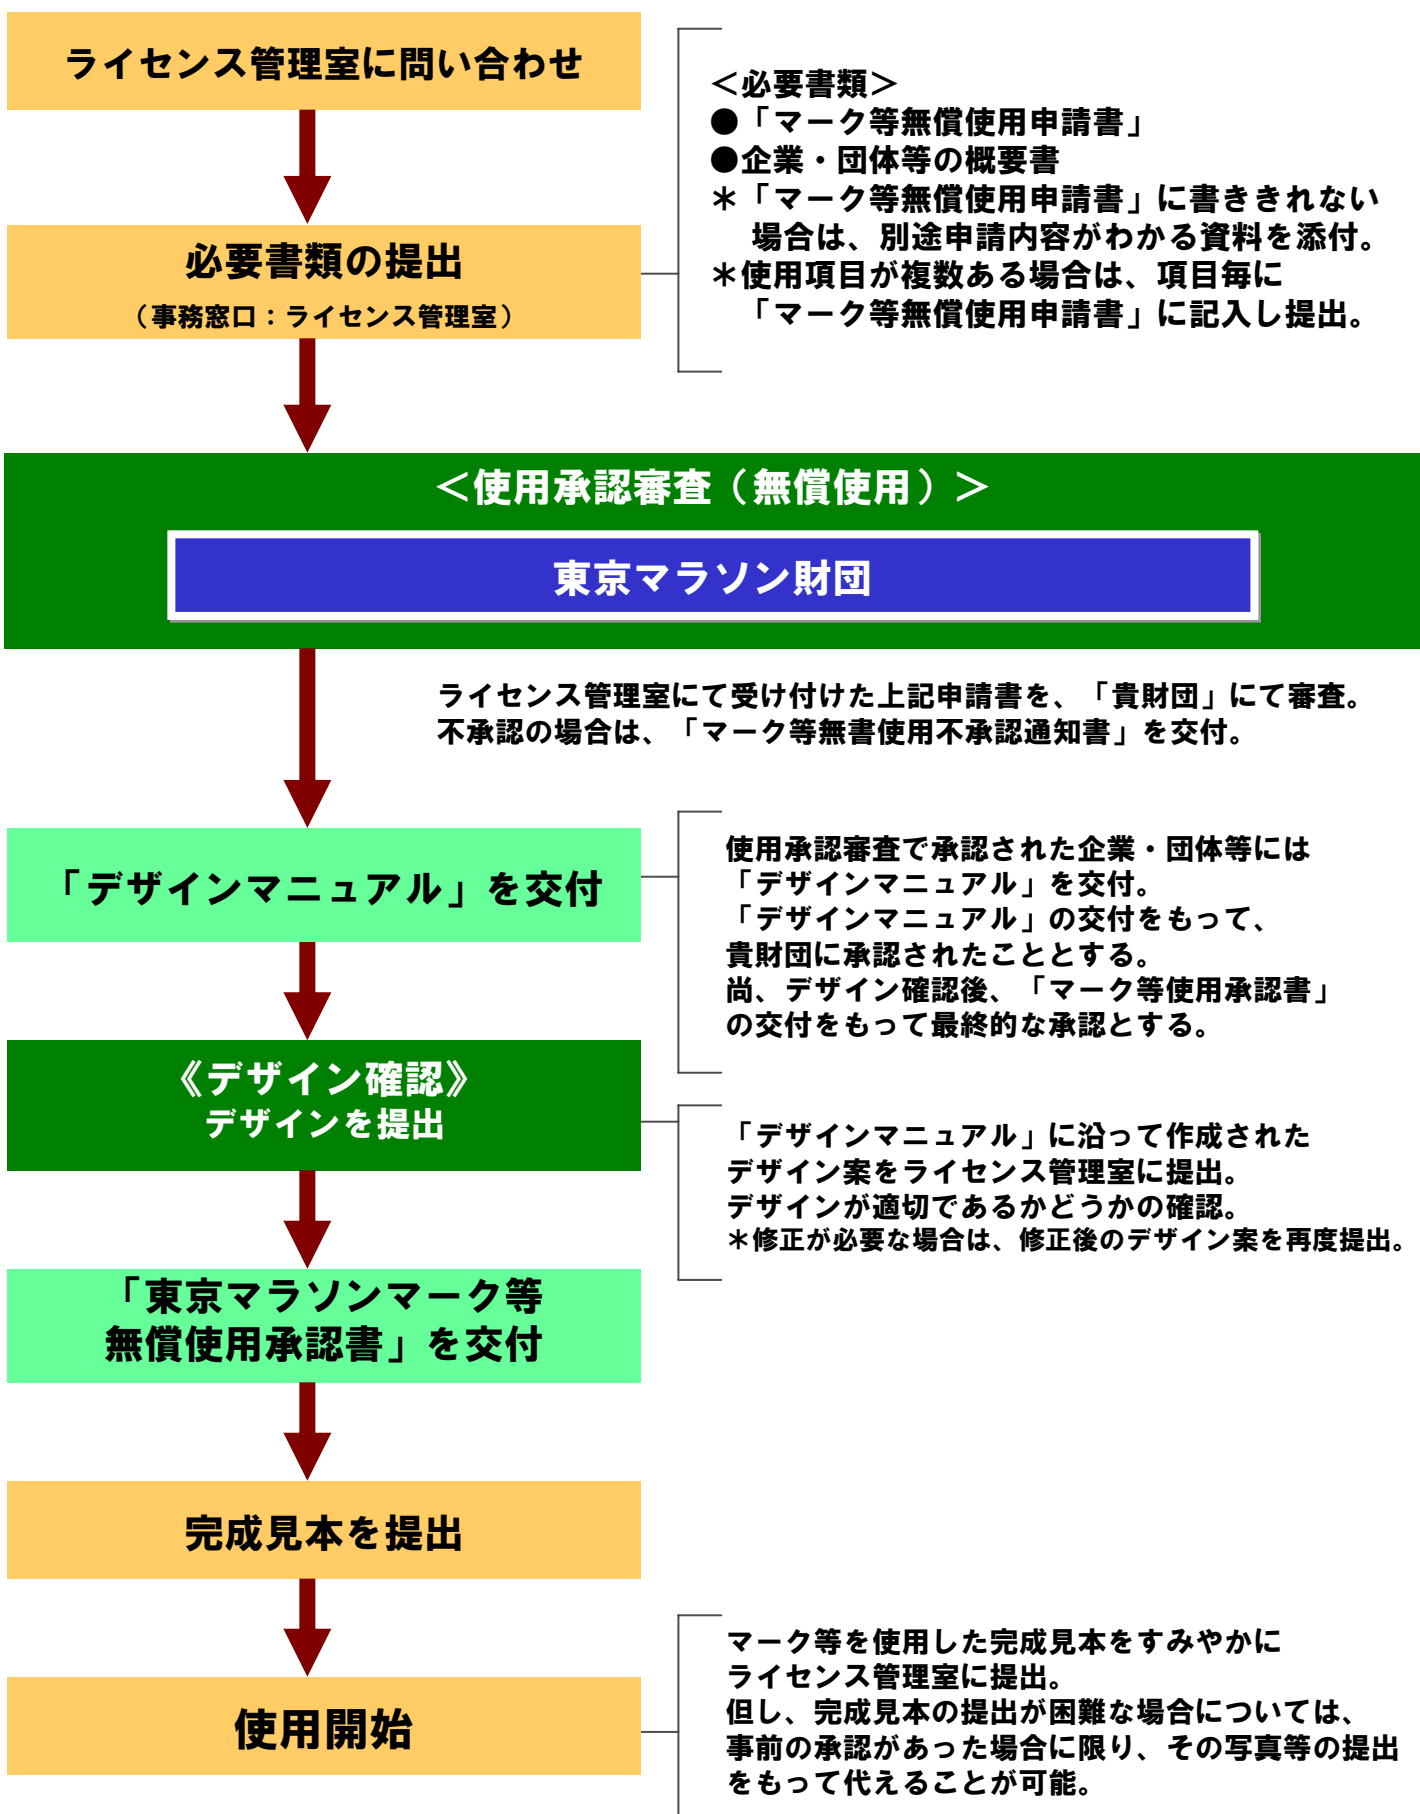 ライセンス管理室に問い合わせ
＜必要書類＞
●「マーク等無償使用申請書」
●企業・団体等の概要書
＊「マーク等無償使用申請書」に書ききれない
場合は、別途申請内容がわかる資料を添付。
＊使用項目が複数ある場合は、項目毎に
「マーク等無償使用申請書」に記入し提出。
必要書類の提出
（事務窓口：ライセンス管理室）
＜使用承認審査（無償使用）＞
東京マラソン財団
ライセンス管理室にて受け付けた上記申請書を、「貴財団」にて審査。
不承認の場合は、「マーク等無書使用不承認通知書」を交付。
「デザインマニュアル」を交付
使用承認審査で承認された企業・団体等には
「デザインマニュアル」を交付。
「デザインマニュアル」の交付をもって、
貴財団に承認されたこととする。
尚、デザイン確認後、「マーク等使用承認書」
の交付をもって最終的な承認とする。
《デザイン確認》
デザインを提出
「デザインマニュアル」に沿って作成された
デザイン案をライセンス管理室に提出。
デザインが適切であるかどうかの確認。
＊修正が必要な場合は、修正後のデザイン案を再度提出。
「東京マラソンマーク等
無償使用承認書」を交付
完成見本を提出
使用開始
マーク等を使用した完成見本をすみやかに
ライセンス管理室に提出。
但し、完成見本の提出が困難な場合については、
事前の承認があった場合に限り、その写真等の提出
をもって代えることが可能。